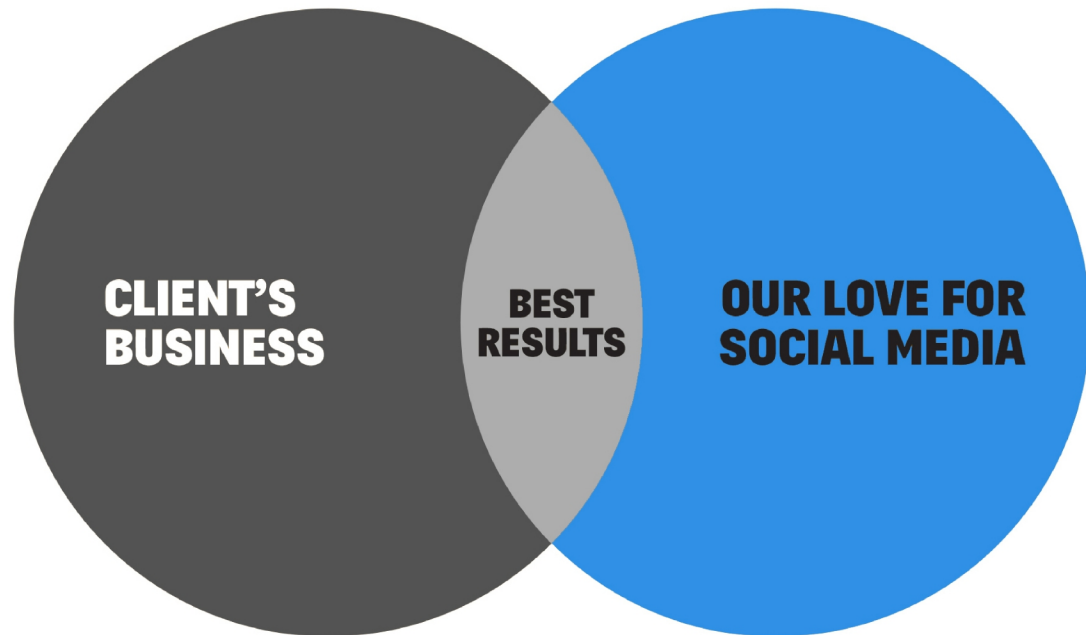 CLIENT'S
BUSINESS
BEST
RESULTS
OUR LOVE FOR
SOCIAL MEDIA